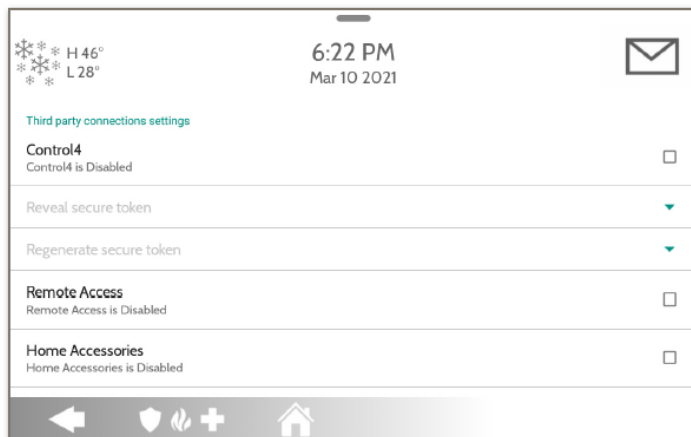 H 46°
L 28°
6:22 PM
Mar 10 2021
Third party connections settings
Control4
Control4 is Disabled
Reveal secure token
Regenerate secure token
Remote Access
Remote Access is Disabled
Home Accessories
Home Accessories is Disabled